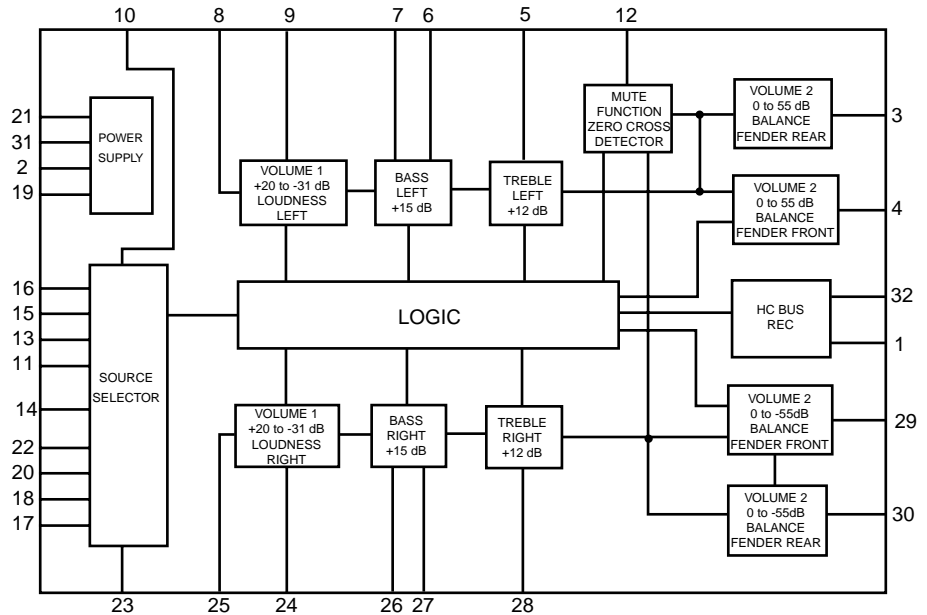 10
8
9
7
6
5
12
21
31
2
19
POWER
SUPPLY
VOLUME 1
+20 to -31 dB
LOUDNESS
LEFT
BASS
LEFT
+15 dB
TREBLE
LEFT
+12 dB
MUTE
FUNCTION
ZERO CROSS
DETECTOR
VOLUME 2
0 to 55 dB
BALANCE
FENDER REAR
3
VOLUME 2
0 to 55 dB
BALANCE
FENDER FRONT
4
16
15
13
11
14
22
20
18
17
SOURCE
SELECTOR
LOGIC
HC BUS
REC
32
1
VOLUME 1
+20 to -31 dB
LOUDNESS
RIGHT
BASS
RIGHT
+15 dB
TREBLE
RIGHT
+12 dB
VOLUME 2
0 to -55dB
BALANCE
FENDER FRONT
29
VOLUME 2
0 to -55dB
BALANCE
FENDER REAR
30
23
25
24
26
27
28